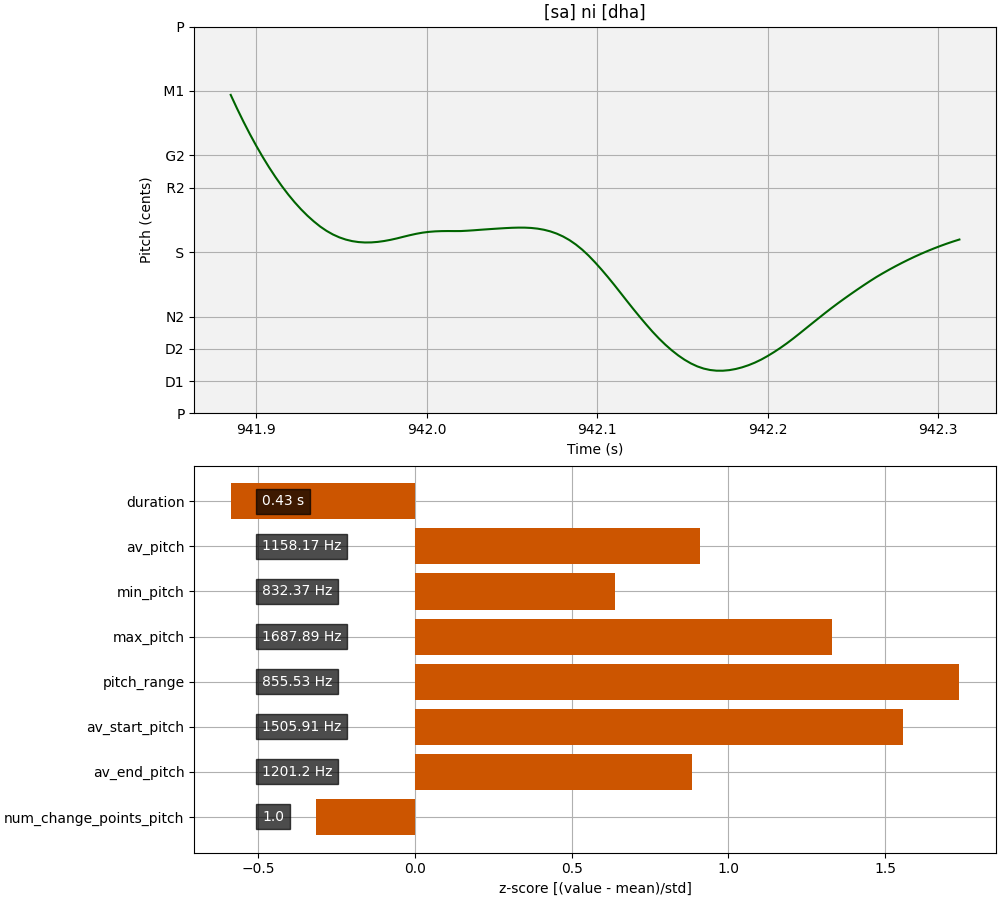 [sa] ni [dha]
P
M1
G2
R2
S
N2
D2
D1
P
Pitch (cents)
941.9 942.0 942.1 942.2 942.3
Time (s)
duration 0.43 s
av_pitch 1158.17 Hz
min_pitch 832.37 Hz
max_pitch 1687.89 Hz
pitch_range 855.53 Hz
av_start_pitch 1505.91 Hz
av_end_pitch 1201.2 Hz
num_change_points_pitch 1.0
−0.5 0.0 0.5 1.0 1.5
z-score [(value - mean)/std]